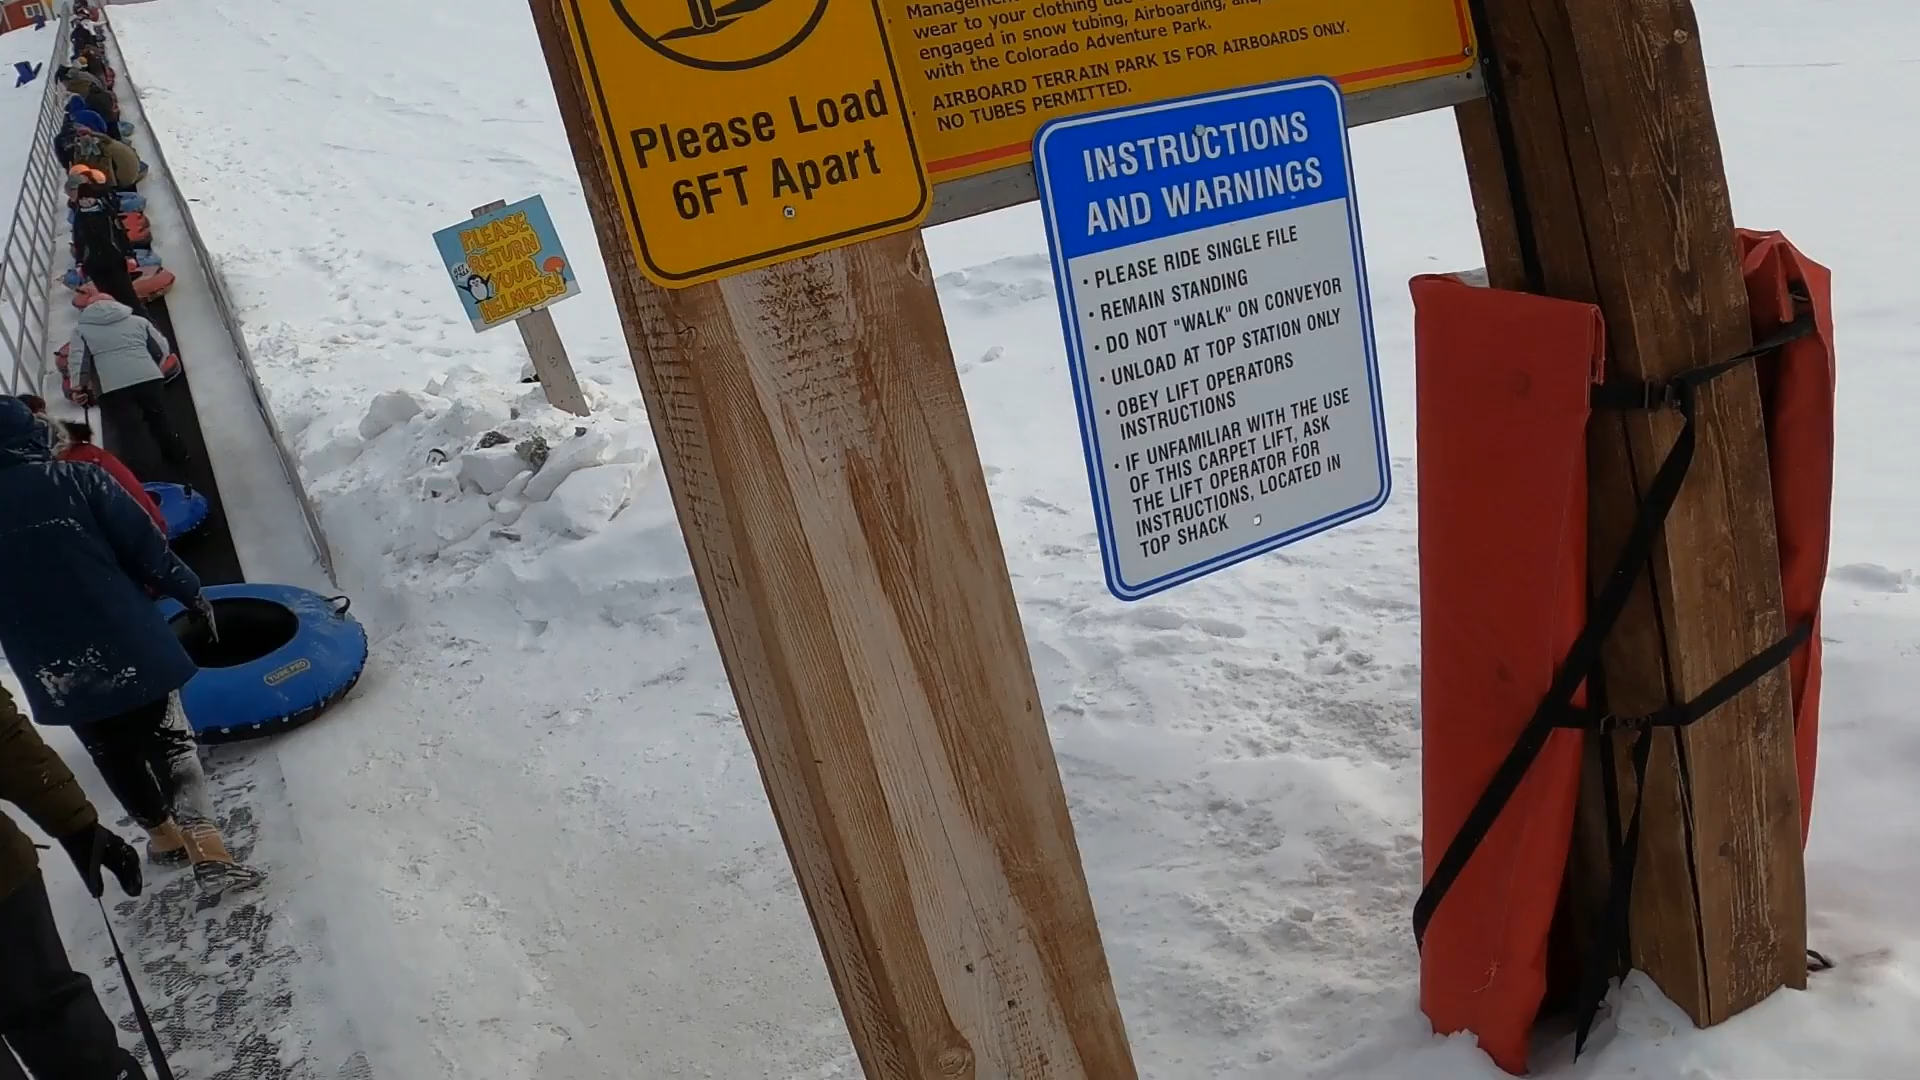 Please Load
6FT Apart
Management
wear to your clothing due
engaged in snow tubing, Airboarding, and,
with the Colorado Adventure Park.
AIRBOARD TERRAIN PARK IS FOR AIRBOARDS ONLY.
NO TUBES PERMITTED.
INSTRUCTIONS
AND WARNINGS
• PLEASE RIDE SINGLE FILE
• REMAIN STANDING
• DO NOT "WALK" ON CONVEYOR
• UNLOAD AT TOP STATION ONLY
• OBEY LIFT OPERATORS
INSTRUCTIONS
• IF UNFAMILIAR WITH THE USE
OF THIS CARPET LIFT, ASK
THE LIFT OPERATOR FOR
INSTRUCTIONS, LOCATED IN
TOP SHACK
PLEASE
RETURN
YOUR
HELMETS!
TUBE PRO